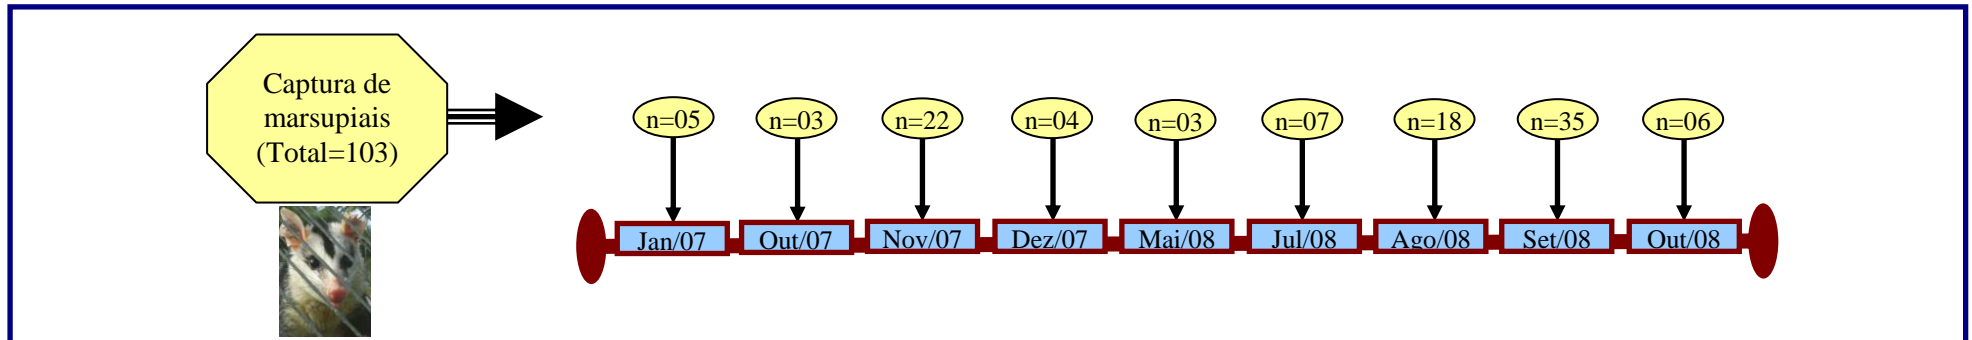 Captura de
marsupiais
(Total=103)
n=05 n=03 n=22 n=04 n=03 n=07 n=18 n=35 n=06
Jan/07 Out/07 Nov/07 Dez/07 Mai/08 Jul/08 Ago/08 Set/08 Out/08